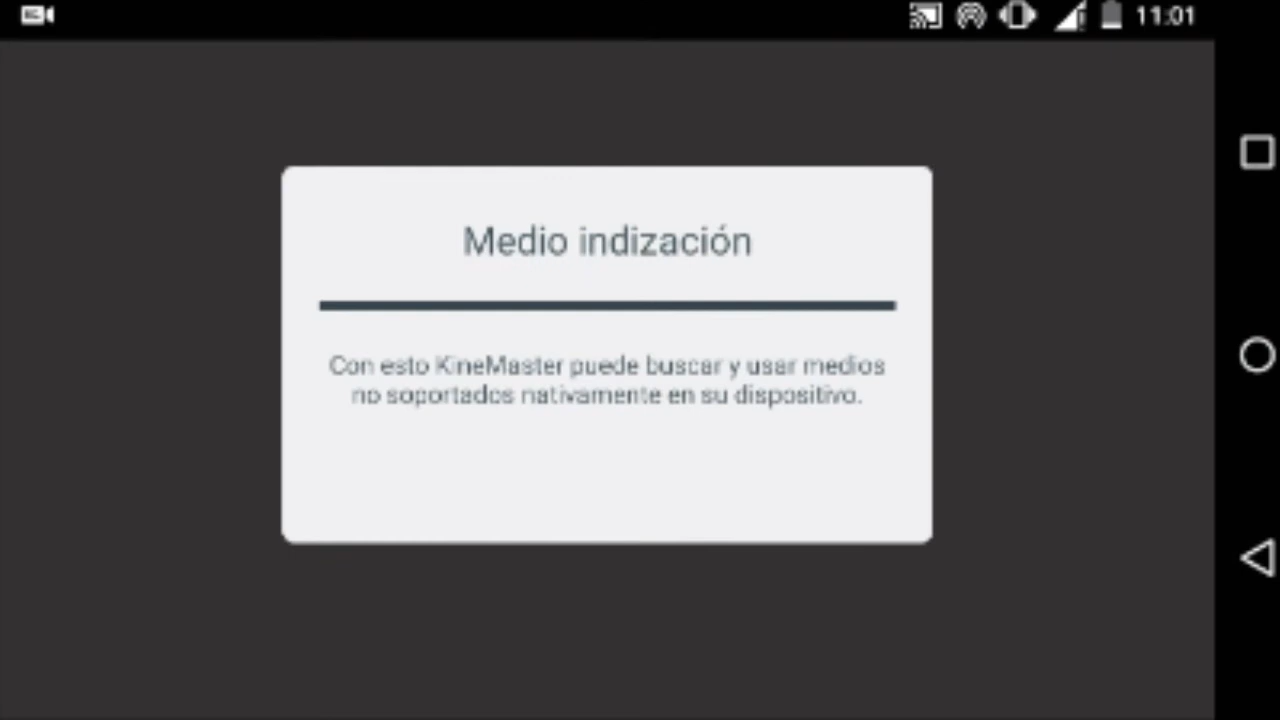 11:01
Medio indización
Con esto KineMaster puede buscar y usar medios
no soportados nativamente en su dispositivo.